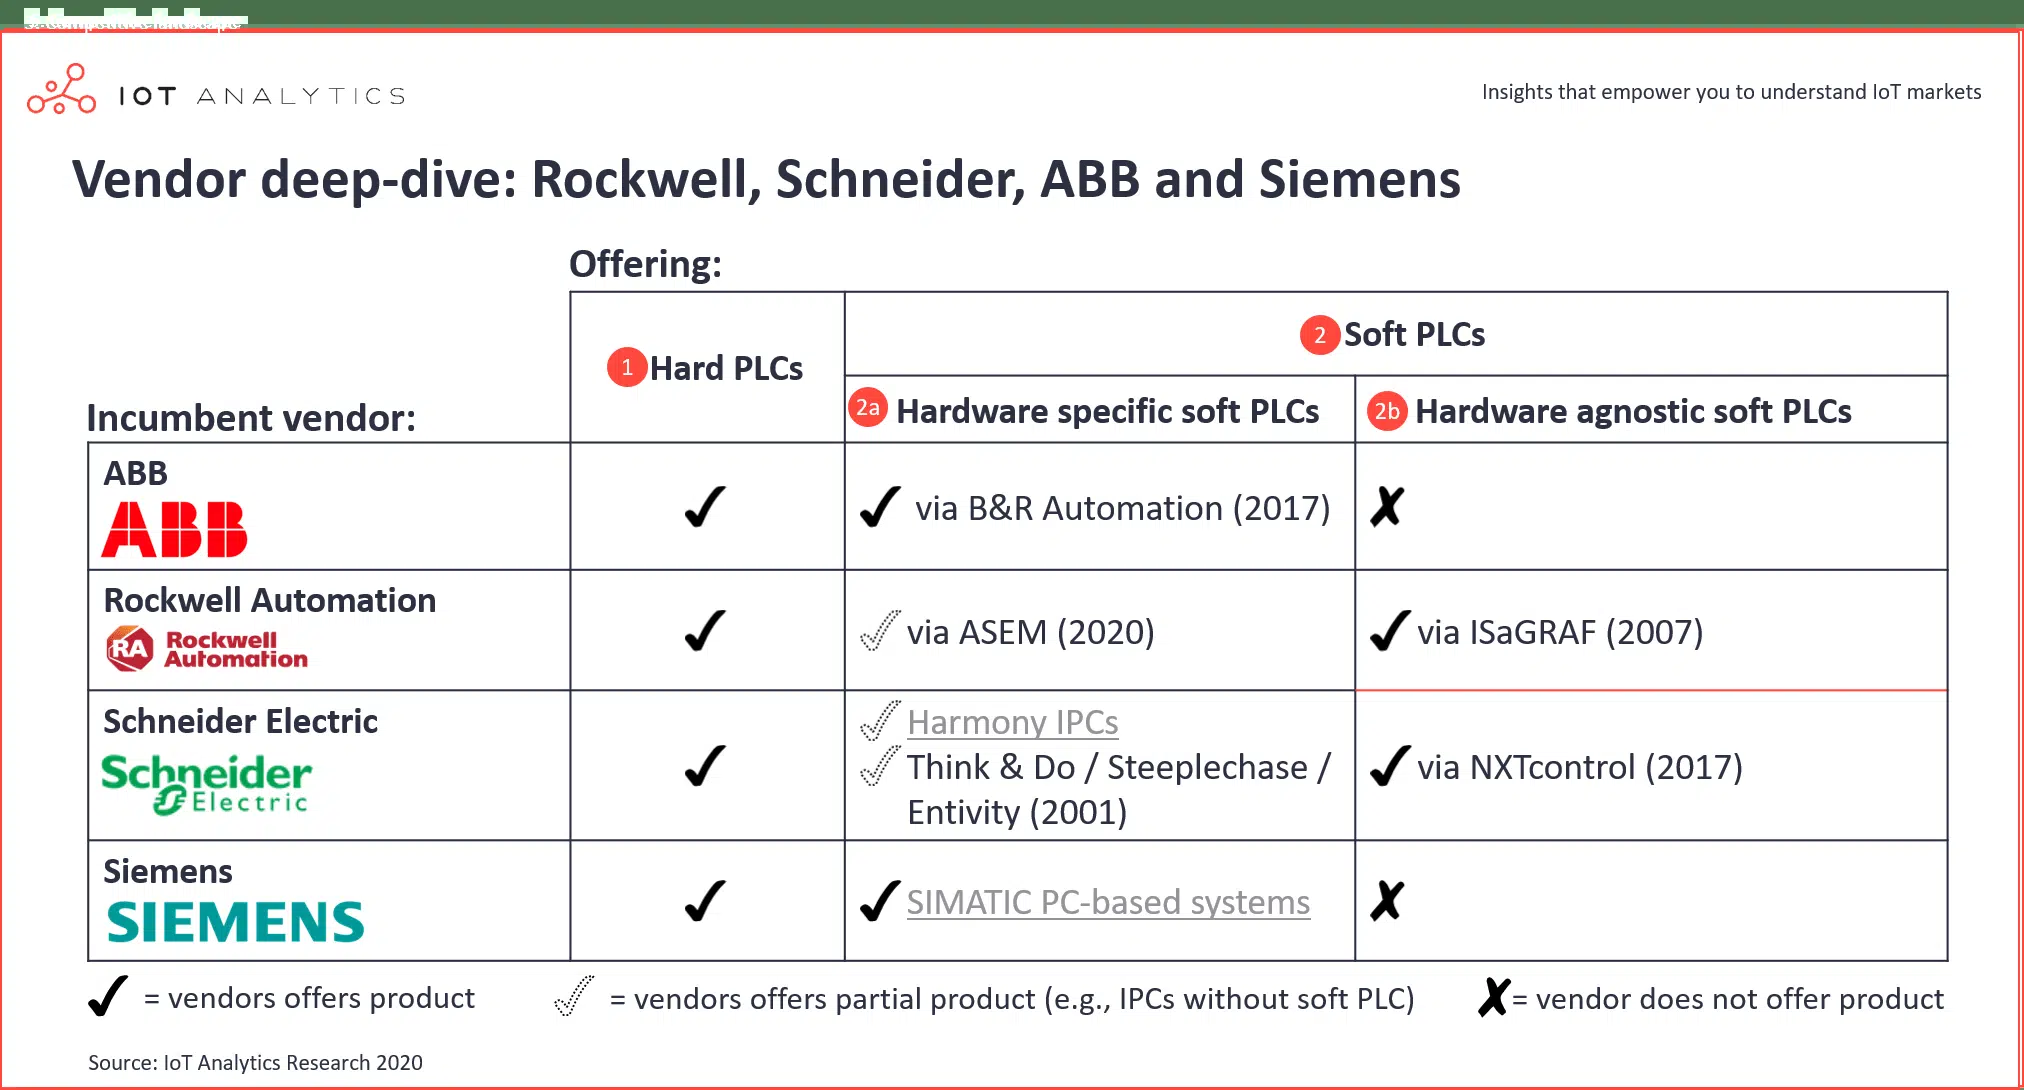 IOT ANALYTICS
Insights that empower you to understand IoT markets
Vendor deep-dive: Rockwell, Schneider, ABB and Siemens
Offering:
1 Hard PLCs
2 Soft PLCs
2a Hardware specific soft PLCs
2b Hardware agnostic soft PLCs
Incumbent vendor:
ABB
ABB
✔
✔ via B&R Automation (2017)
✘
Rockwell Automation
RA Rockwell
Automation
✔
via ASEM (2020)
✔ via ISaGRAF (2007)
Schneider Electric
Schneider
Electric
✔
Harmony IPCs
Think & Do / Steeplechase /
Entivity (2001)
✔ via NXTcontrol (2017)
Siemens
SIEMENS
✔
✔ SIMATIC PC-based systems
✘
✔ = vendors offers product
= vendors offers partial product (e.g., IPCs without soft PLC)
✘ = vendor does not offer product
Source: IoT Analytics Research 2020